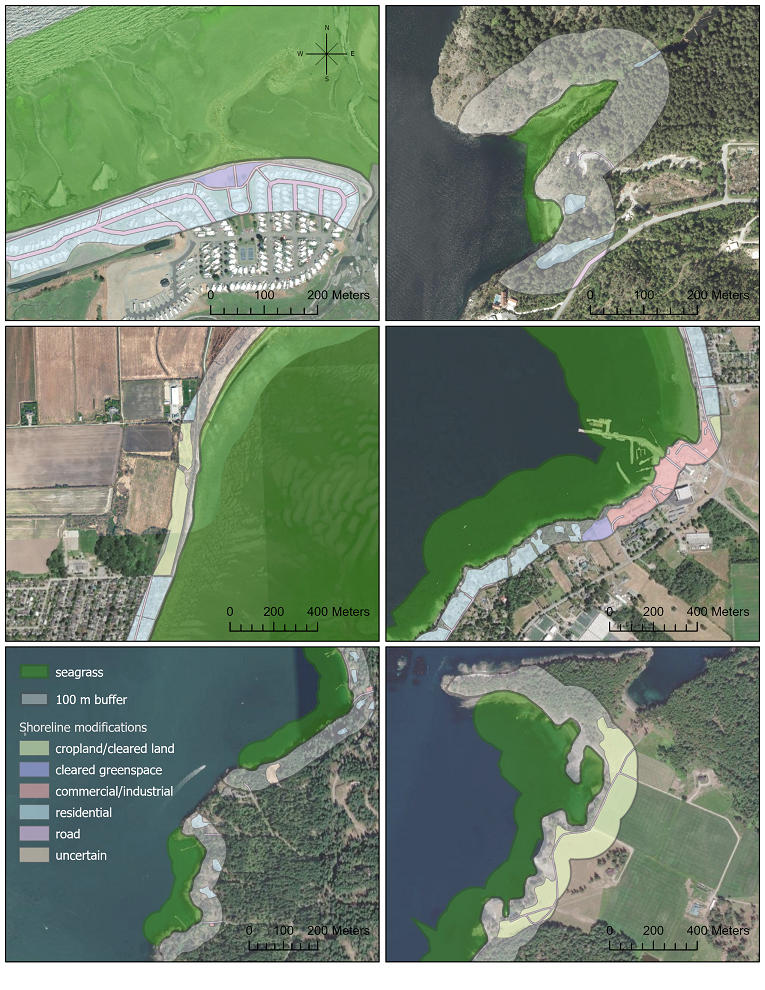 N
W E
S
0 100 200 Meters
0 100 200 Meters
0 200 400 Meters
0 200 400 Meters
seagrass
100 m buffer
Shoreline modifications
cropland/cleared land
cleared greenspace
commercial/industrial
residential
road
uncertain
0 100 200 Meters
0 200 400 Meters